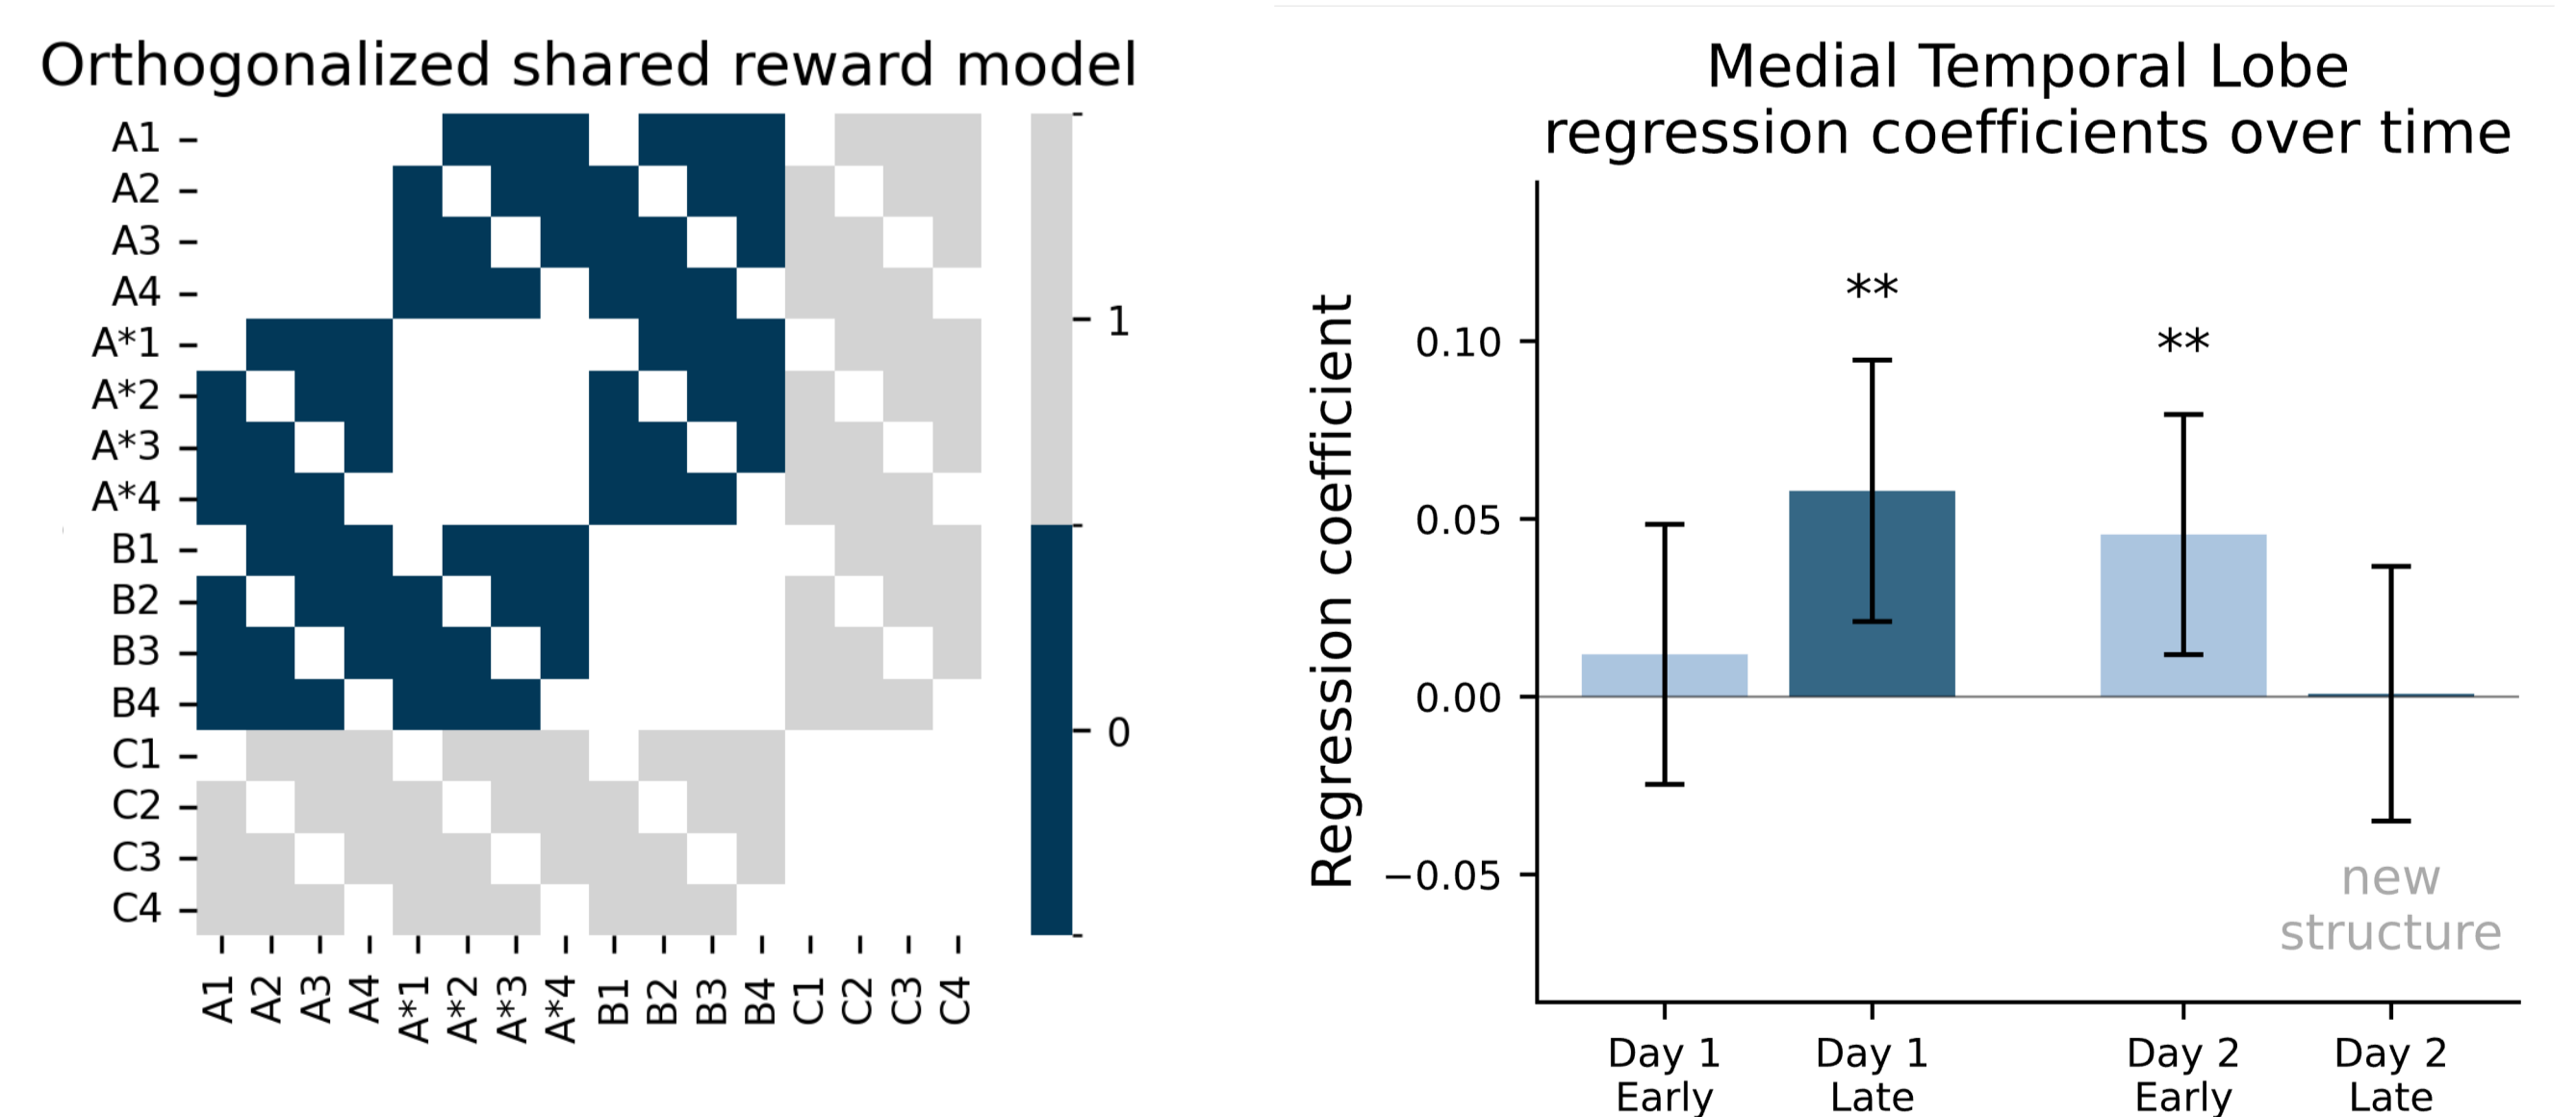 Orthogonalized shared reward model
A1
A2
A3
A4
A*1
A*2
A*3
A*4
B1
B2
B3
B4
C1
C2
C3
C4
A1 A2 A3 A4 A*1 A*2 A*3 A*4 B1 B2 B3 B4 C1 C2 C3 C4
1
0
Medial Temporal Lobe
regression coefficients over time
Regression coefficient
0.10
0.05
0.00
−0.05
**
**
new
structure
Day 1
Early
Day 1
Late
Day 2
Early
Day 2
Late